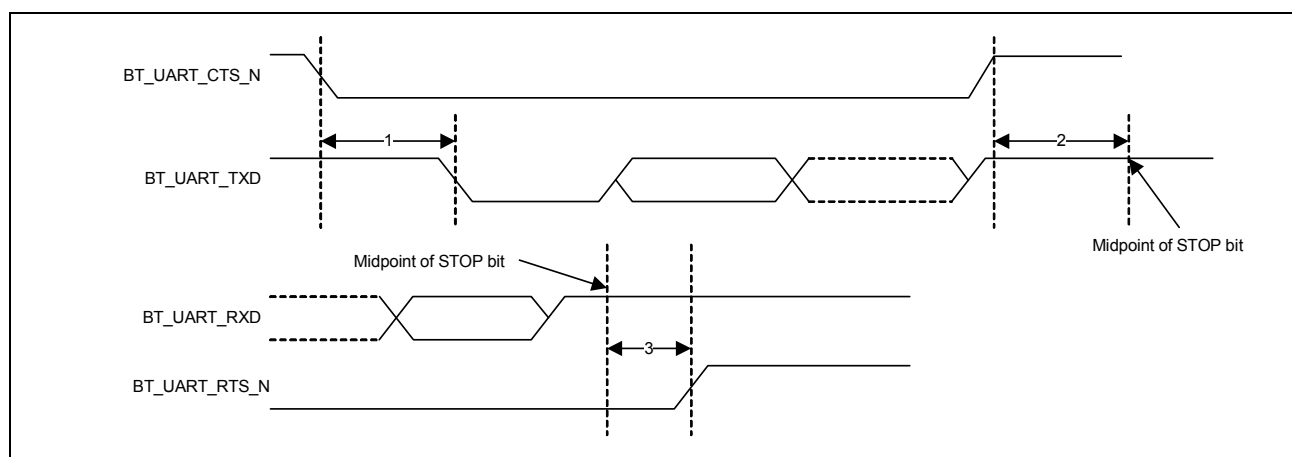 BT_UART_CTS_N
1
2
BT_UART_TXD
Midpoint of STOP bit
Midpoint of STOP bit
BT_UART_RXD
3
BT_UART_RTS_N